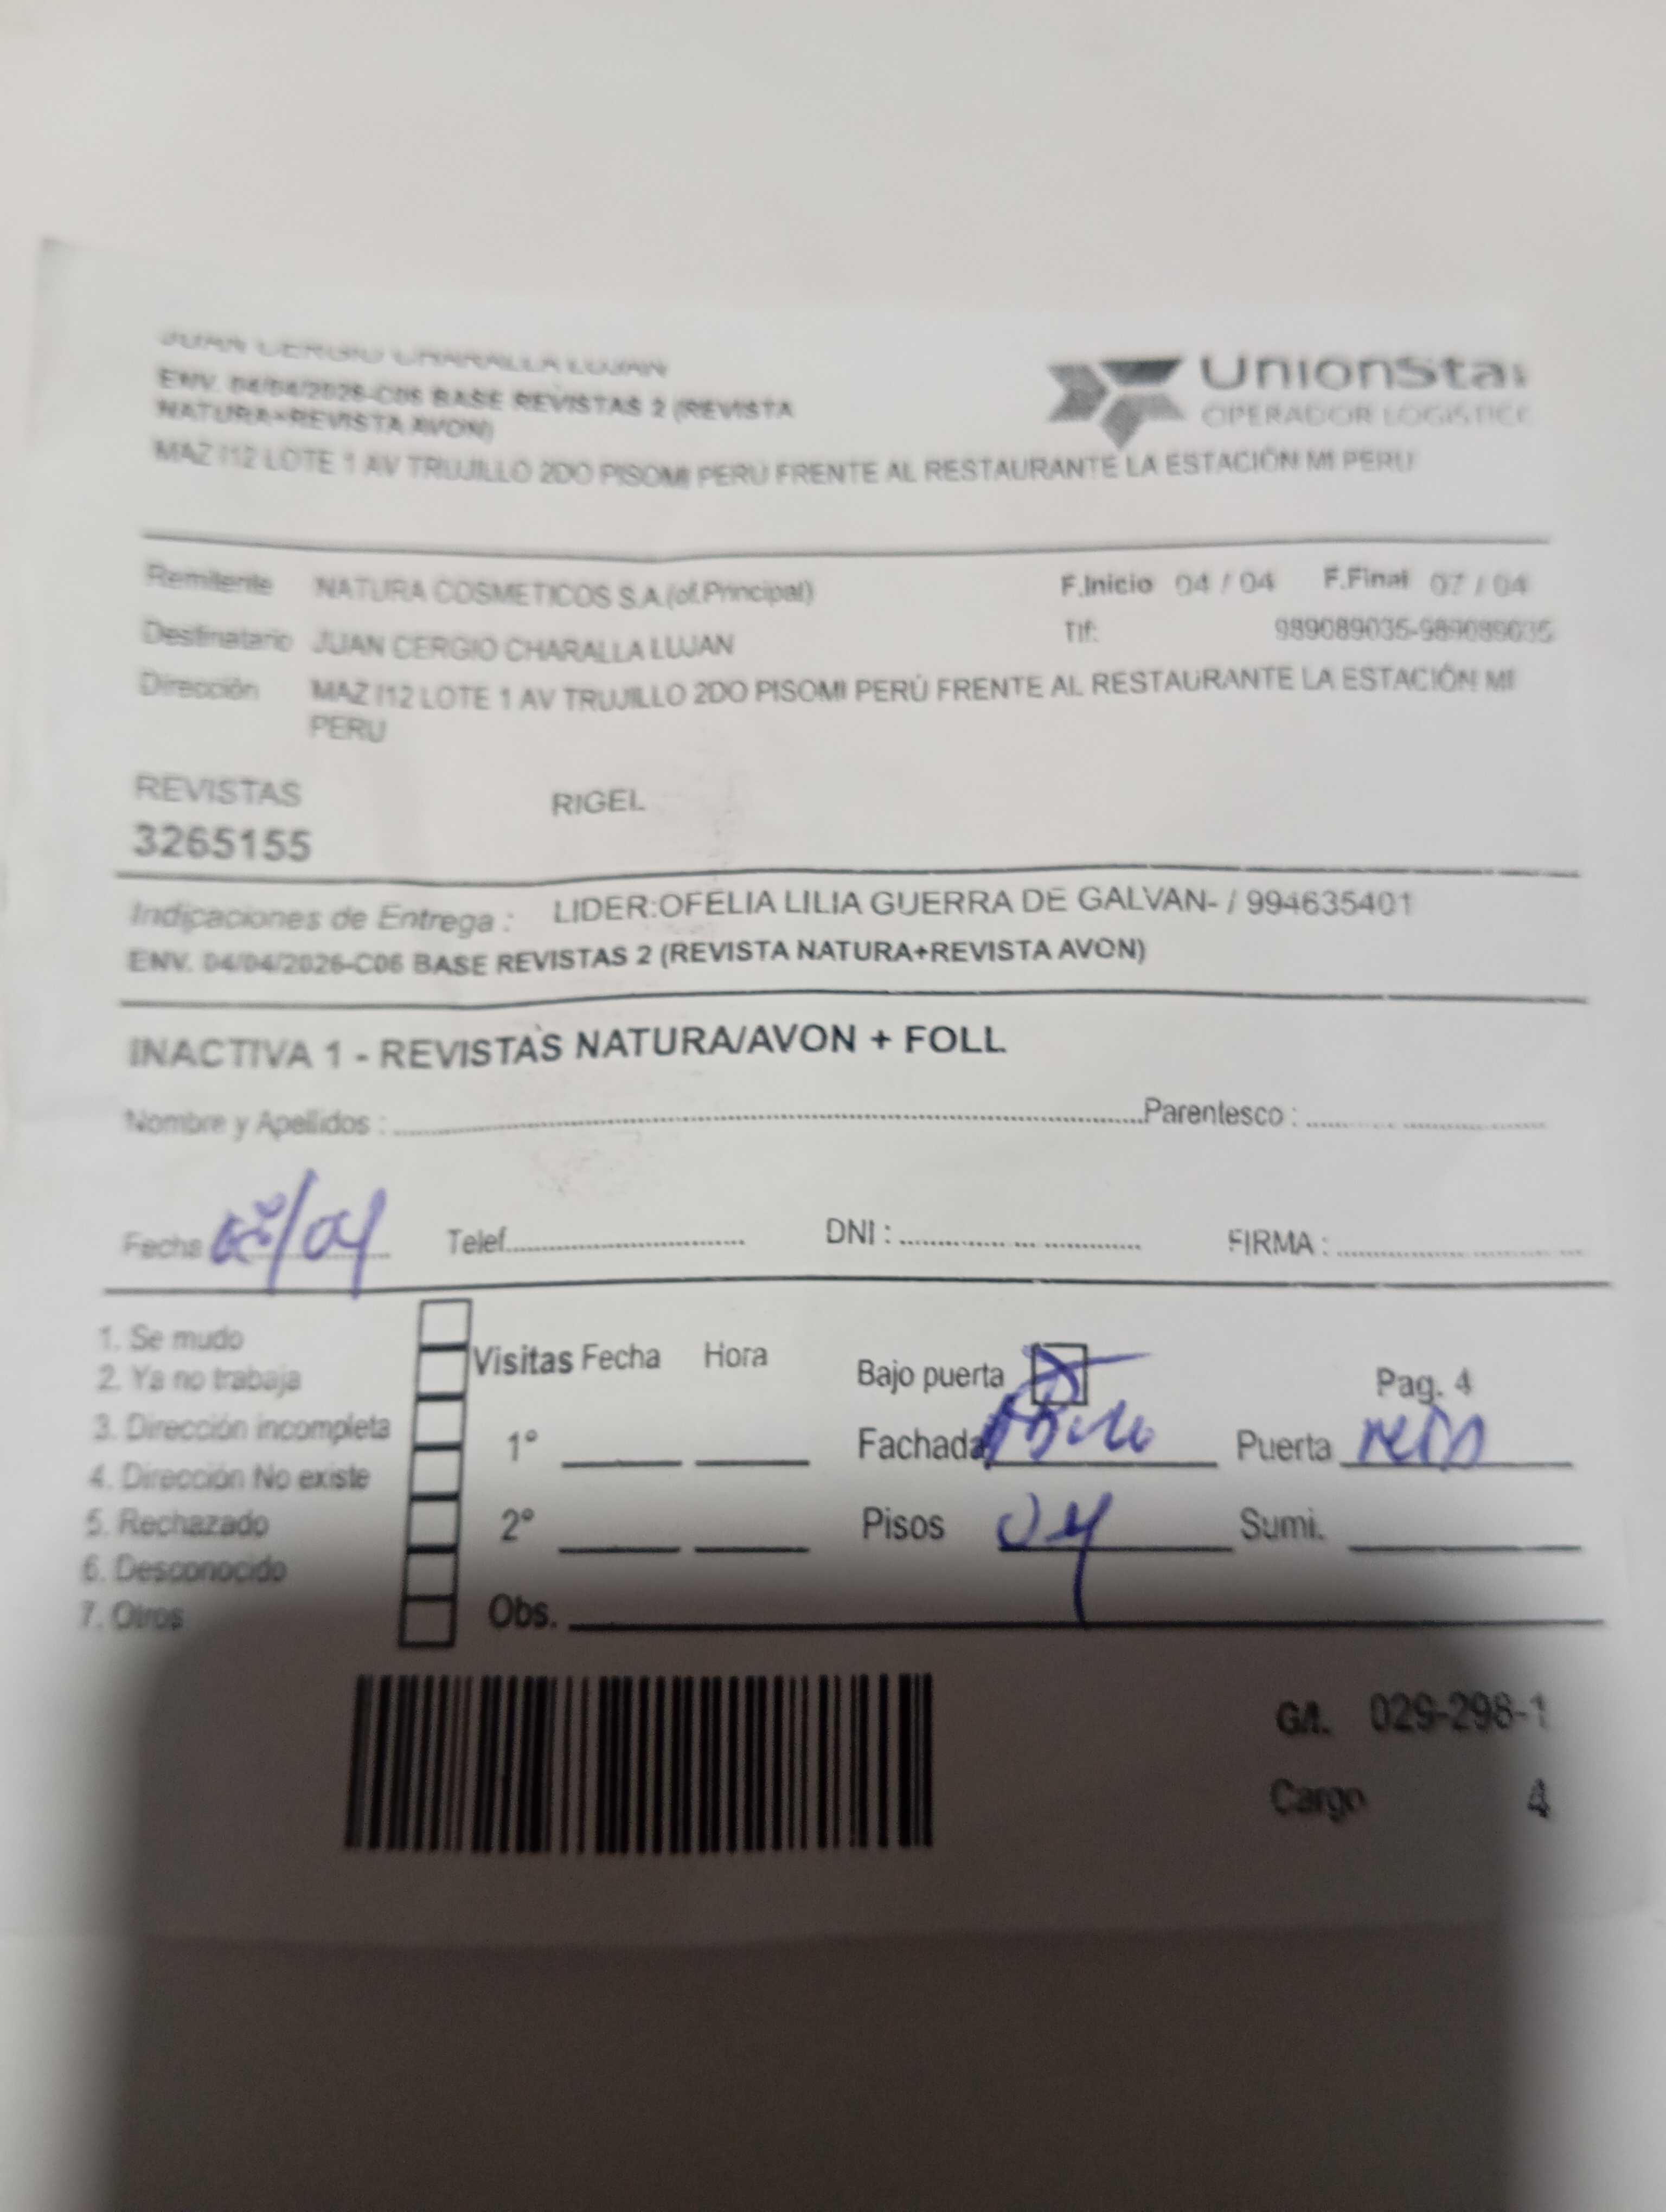 JUAN CERGIO CHARALLA LUJAN
ENV. 04/04/2026-C06 BASE REVISTAS 2 (REVISTA
NATURA+REVISTA AVON)
UnionStar
OPERADOR LOGISTICO
MAZ I12 LOTE 1 AV TRUJILLO 2DO PISOMI PERÚ FRENTE AL RESTAURANTE LA ESTACIÓN MI PERU
Remitente NATURA COSMETICOS S.A.(of.Principal) F.Inicio 04 / 04 F.Final 07 / 04
Destinatario JUAN CERGIO CHARALLA LUJAN Tlf: 989089035-989089035
Dirección MAZ I12 LOTE 1 AV TRUJILLO 2DO PISOMI PERÚ FRENTE AL RESTAURANTE LA ESTACIÓN MI
PERU
REVISTAS RIGEL
3265155
Indicaciones de Entrega : LIDER:OFELIA LILIA GUERRA DE GALVAN- / 994635401
ENV. 04/04/2026-C06 BASE REVISTAS 2 (REVISTA NATURA+REVISTA AVON)
INACTIVA 1 - REVISTAS NATURA/AVON + FOLL
Nombre y Apellidos : Parentesco :
Fecha Telef. DNI : FIRMA :
1. Se mudo
2. Ya no trabaja
3. Dirección incompleta
4. Dirección No existe
5. Rechazado
6. Desconocido
7. Otros
Visitas Fecha Hora
1°
2°
Obs.
Bajo puerta Pag. 4
Fachada Puerta
Pisos 04 Sumi.
G/I. 029-298-1
Cargo 4